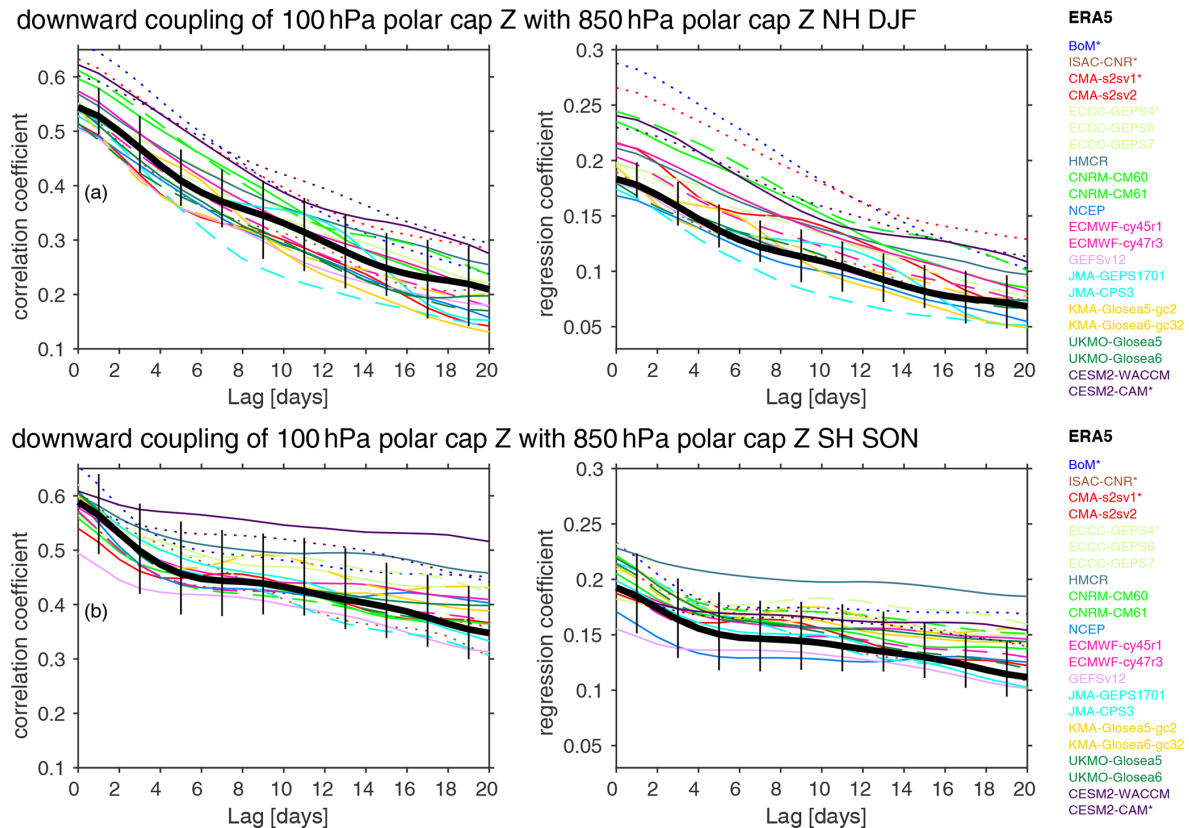 downward coupling of 100 hPa polar cap Z with 850 hPa polar cap Z NH DJF
correlation coefficient
0.6
0.5
0.4
0.3
0.2
0.1
(a)
0 2 4 6 8 10 12 14 16 18 20
Lag [days]
regression coefficient
0.3
0.25
0.2
0.15
0.1
0.05
0 2 4 6 8 10 12 14 16 18 20
Lag [days]
ERA5
BoM*
ISAC-CNR*
CMA-s2sv1*
CMA-s2sv2
ECCC-GEPS4*
ECCC-GEPS6
ECCC-GEPS7
HMCR
CNRM-CM60
CNRM-CM61
NCEP
ECMWF-cy45r1
ECMWF-cy47r3
GEFSv12
JMA-GEPS1701
JMA-CPS3
KMA-Glosea5-gc2
KMA-Glosea6-gc32
UKMO-Glosea5
UKMO-Glosea6
CESM2-WACCM
CESM2-CAM*
downward coupling of 100 hPa polar cap Z with 850 hPa polar cap Z SH SON
correlation coefficient
0.6
0.5
0.4
0.3
0.2
0.1
(b)
0 2 4 6 8 10 12 14 16 18 20
Lag [days]
regression coefficient
0.3
0.25
0.2
0.15
0.1
0.05
0 2 4 6 8 10 12 14 16 18 20
Lag [days]
ERA5
BoM*
ISAC-CNR*
CMA-s2sv1*
CMA-s2sv2
ECCC-GEPS4*
ECCC-GEPS6
ECCC-GEPS7
HMCR
CNRM-CM60
CNRM-CM61
NCEP
ECMWF-cy45r1
ECMWF-cy47r3
GEFSv12
JMA-GEPS1701
JMA-CPS3
KMA-Glosea5-gc2
KMA-Glosea6-gc32
UKMO-Glosea5
UKMO-Glosea6
CESM2-WACCM
CESM2-CAM*